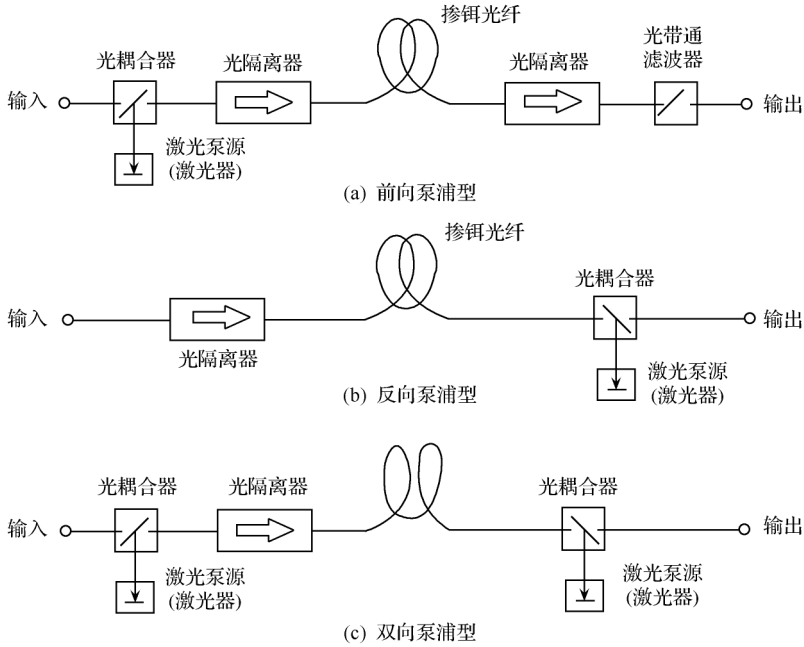 掺铒光纤
光带通
滤波器
光耦合器
光隔离器
光隔离器
输入
输出
激光泵源
(激光器)
(a) 前向泵浦型
掺铒光纤
光耦合器
输入
输出
光隔离器
激光泵源
(激光器)
(b) 反向泵浦型
光耦合器
光隔离器
光耦合器
输入
输出
激光泵源
(激光器)
激光泵源
(激光器)
(c) 双向泵浦型